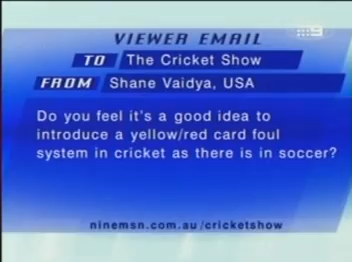 9
VIEWER EMAIL
TO The Cricket Show
FROM Shane Vaidya, USA
Do you feel it's a good idea to
introduce a yellow/red card foul
system in cricket as there is in soccer?
ninemsn.com.au/cricketshow